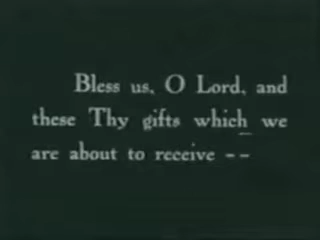 Bless us, O Lord, and
these Thy gifts which we
are about to receive --